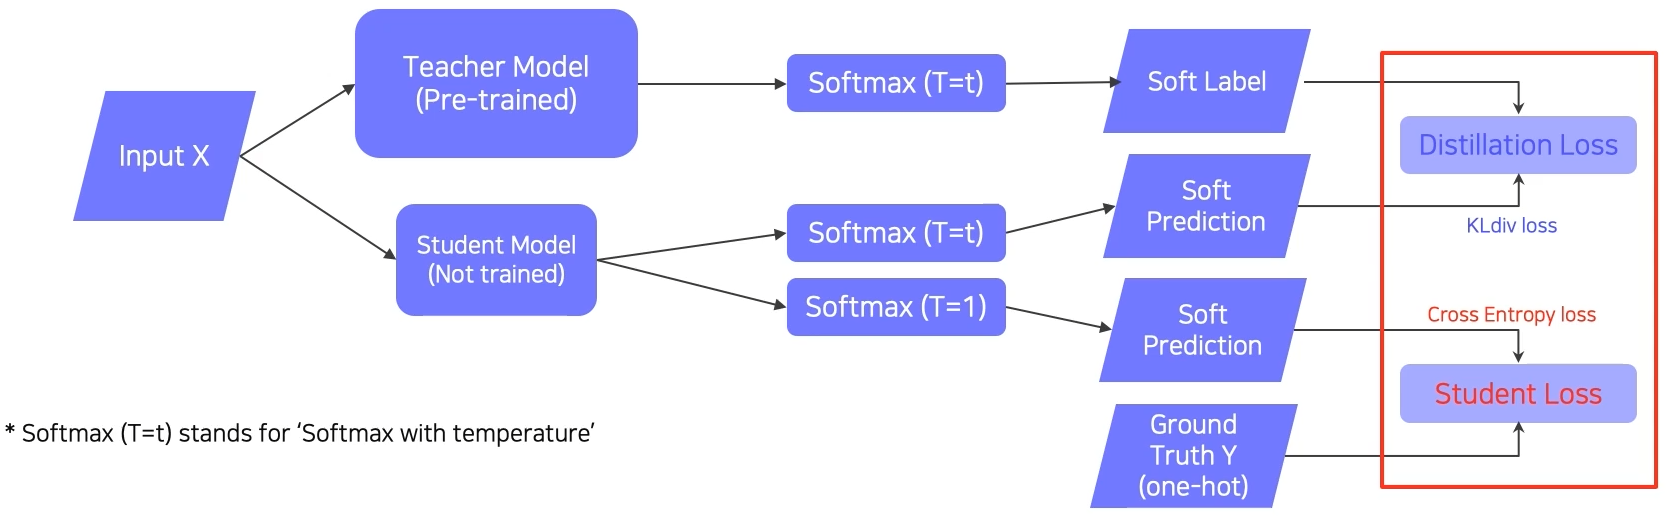 Teacher Model
(Pre-trained)
Softmax (T=t)
Soft Label
Input X
Distillation Loss
Student Model
(Not trained)
Softmax (T=t)
Soft
Prediction
KLdiv loss
Softmax (T=1)
Soft
Prediction
Cross Entropy loss
Student Loss
Ground
Truth Y
(one-hot)
* Softmax (T=t) stands for ‘Softmax with temperature’